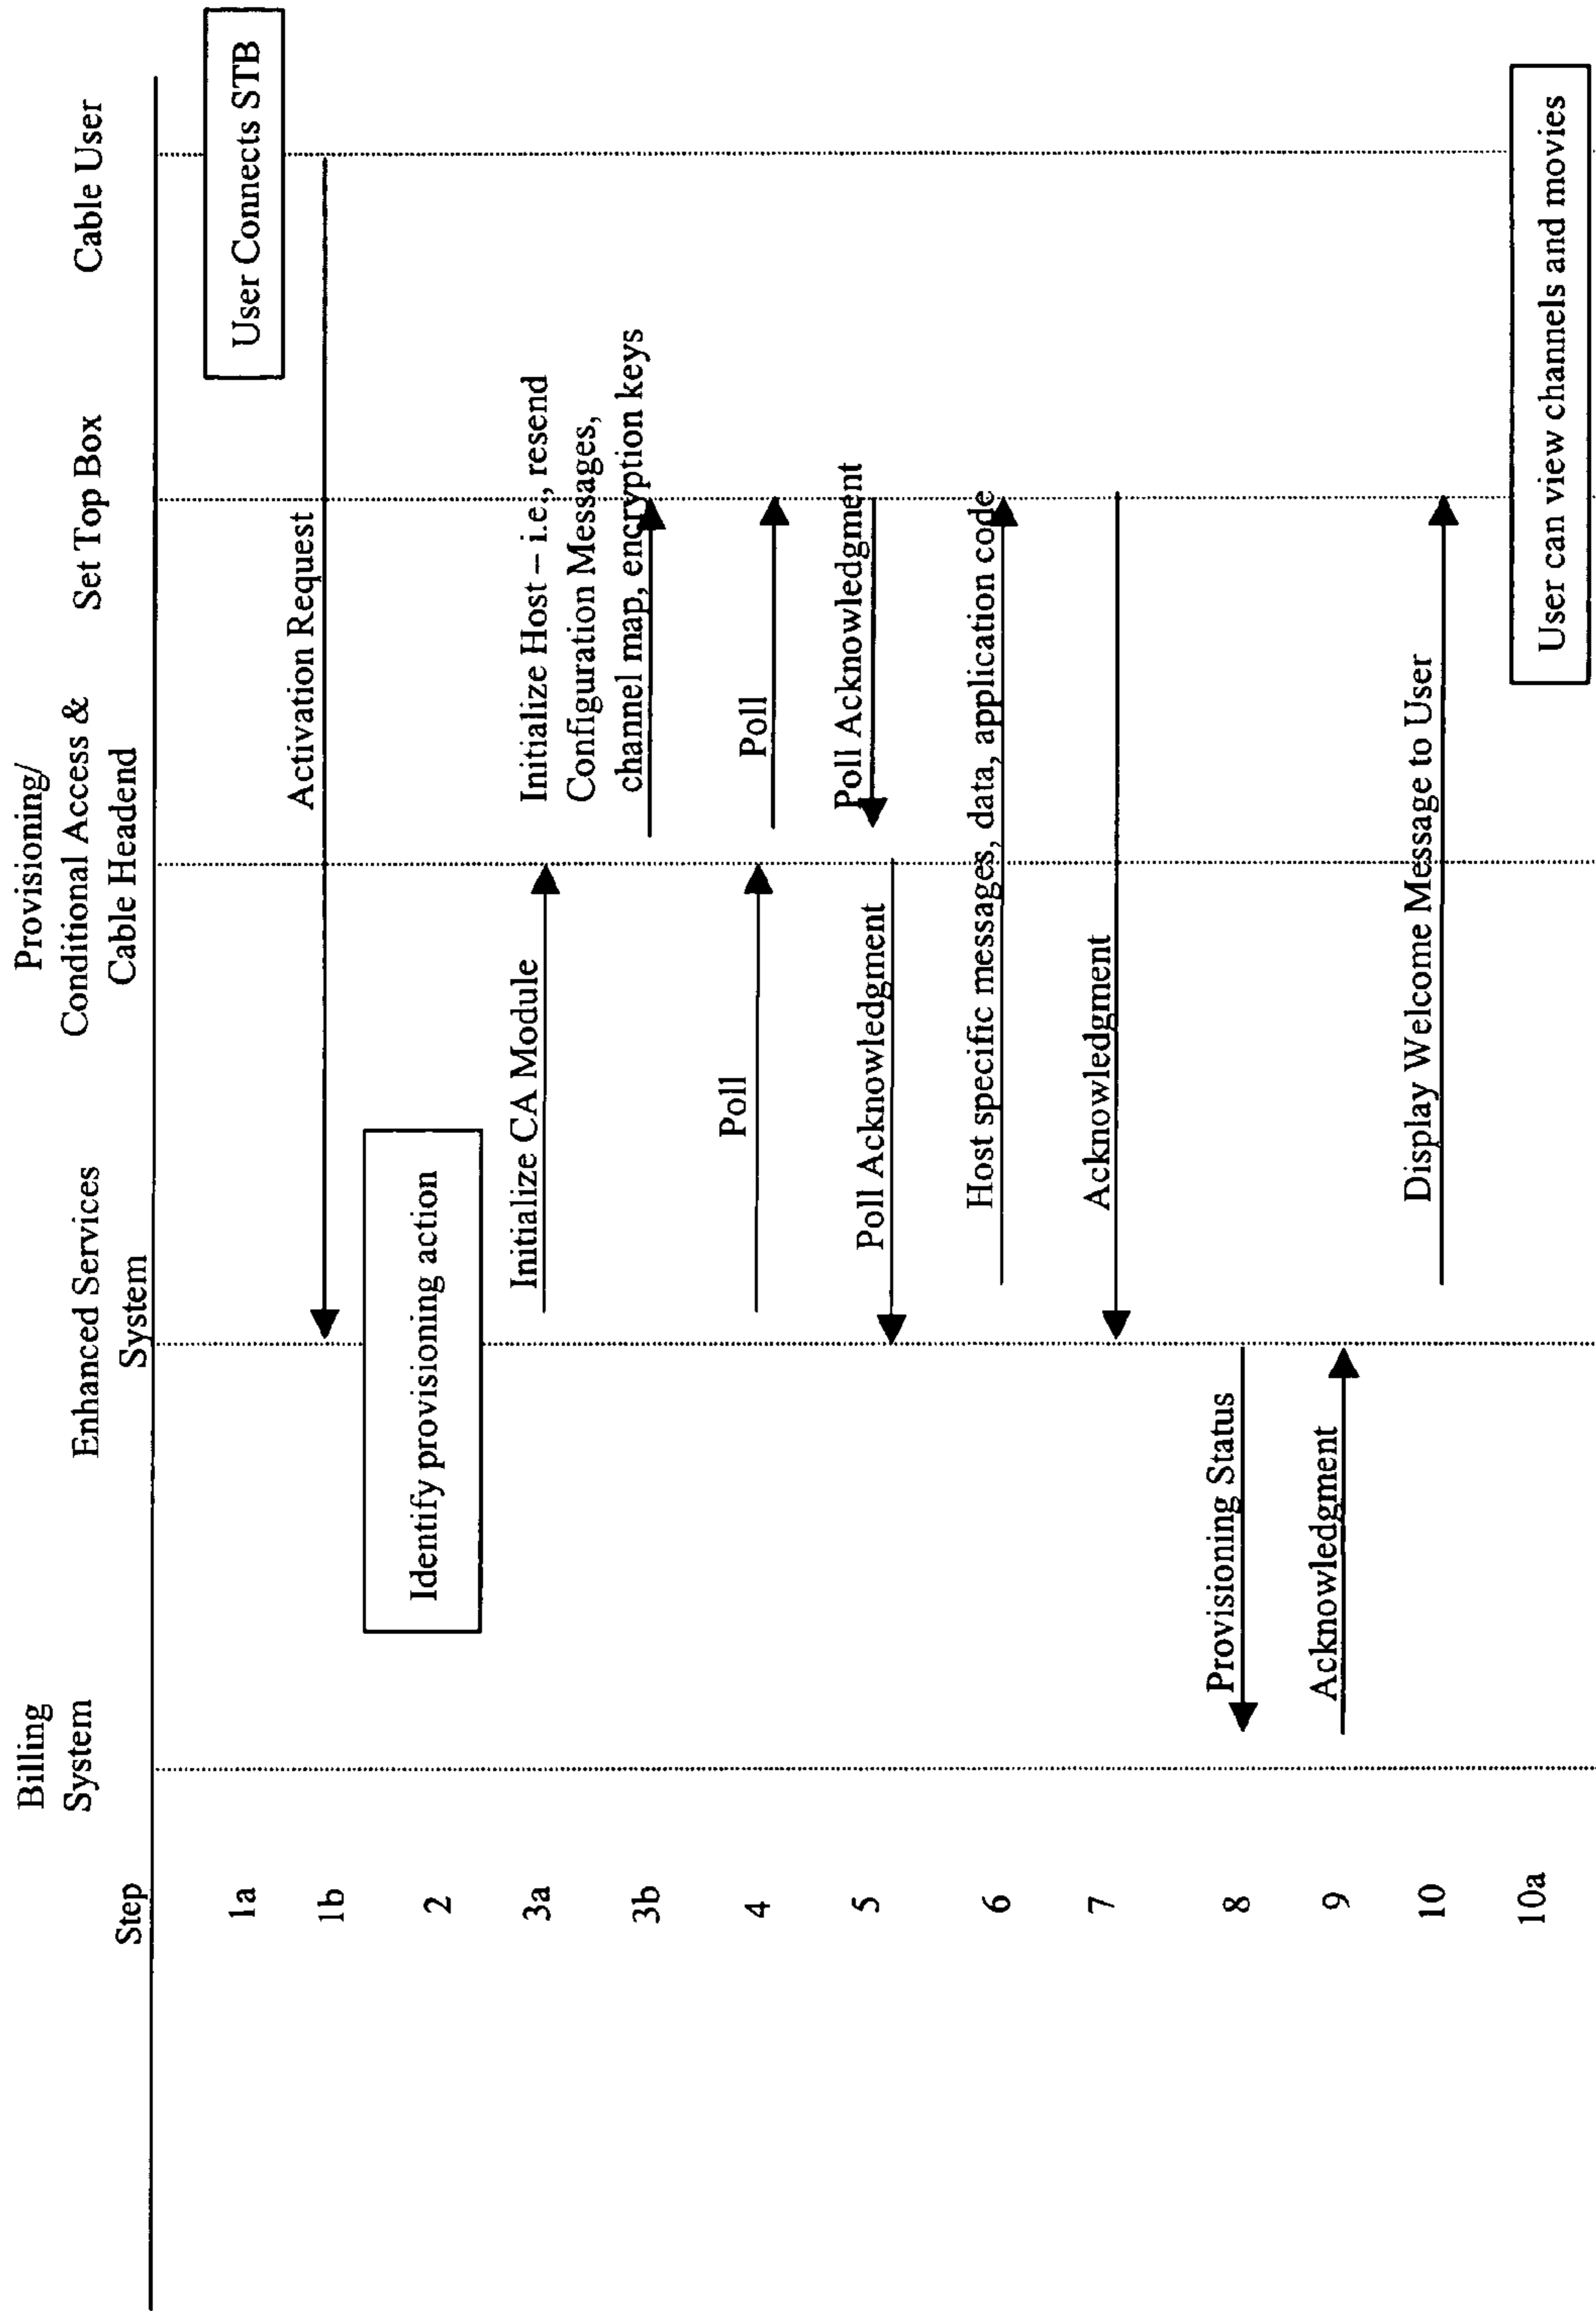 Step
Billing
System
Enhanced Services
System
Provisioning/
Conditional Access &
Cable Headend
Set Top Box
Cable User
1a
User Connects STB
1b
Activation Request
2
Identify provisioning action
3a
Initialize CA Module
Initialize Host – i.e., resend
Configuration Messages,
channel map, encryption keys
3b
4
Poll
Poll
5
Poll Acknowledgment
Poll Acknowledgment
6
Host specific messages, data, application code
7
Acknowledgment
8
Provisioning Status
9
Acknowledgment
10
Display Welcome Message to User
10a
User can view channels and movies